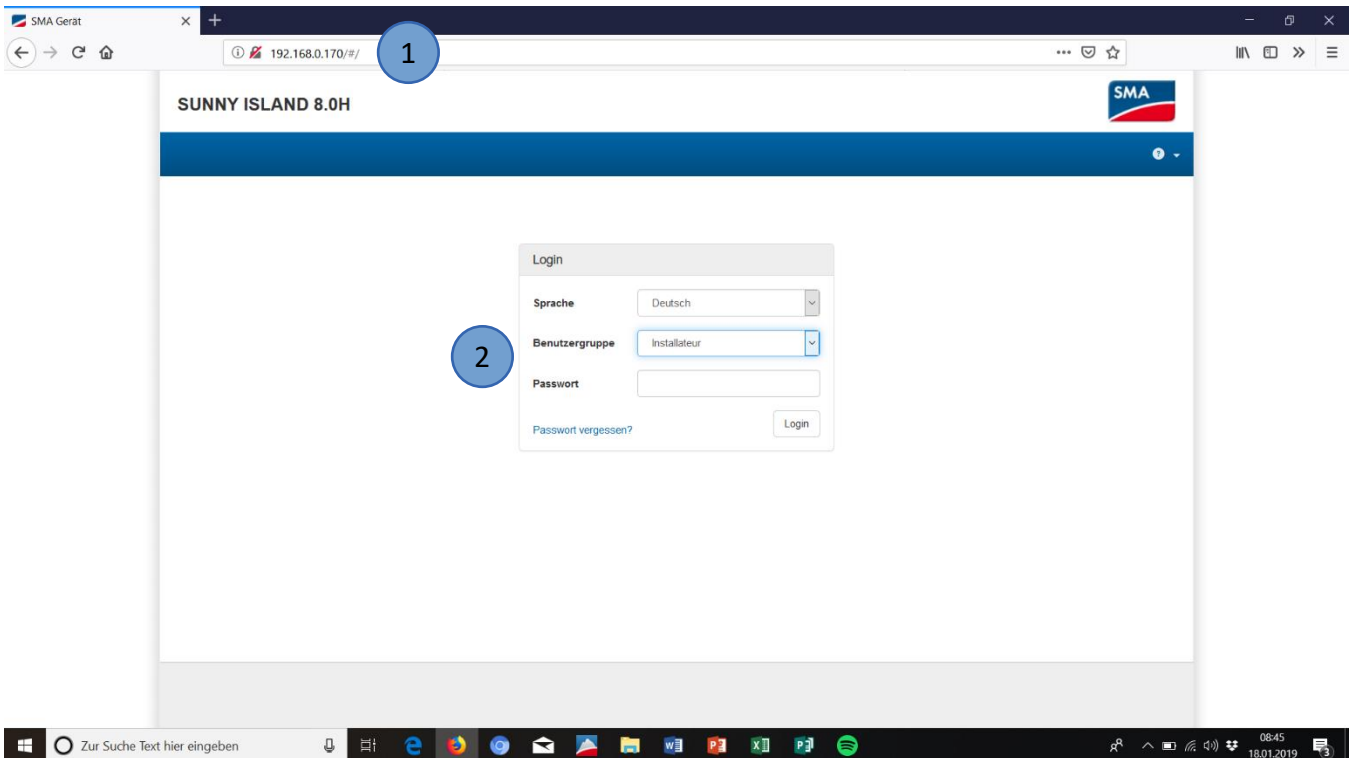 SMA Gerät
192.168.0.170/#/
1
SUNNY ISLAND 8.0H
SMA
Login
Sprache Deutsch
2
Benutzergruppe Installateur
Passwort
Passwort vergessen? Login
Zur Suche Text hier eingeben
08:45
18.01.2019
3